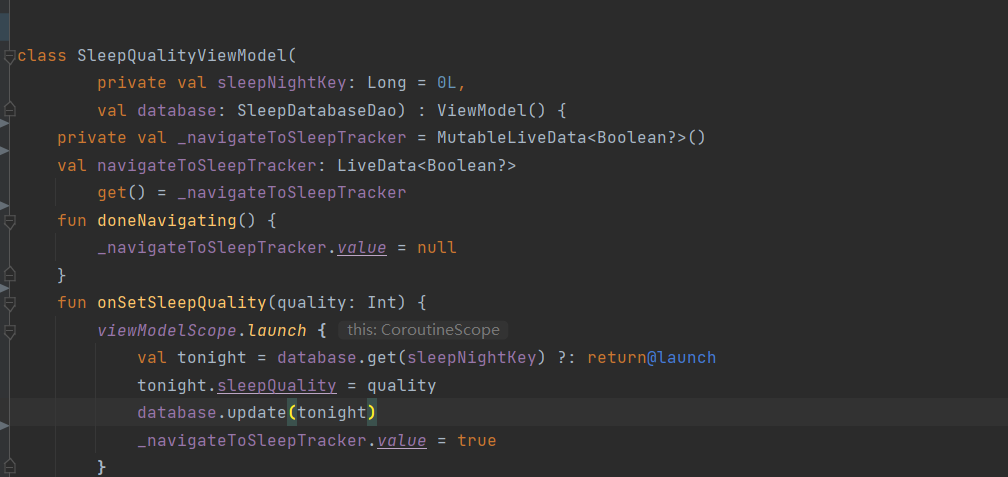 class SleepQualityViewModel(
        private val sleepNightKey: Long = 0L,
        val database: SleepDatabaseDao) : ViewModel() {
    private val _navigateToSleepTracker = MutableLiveData<Boolean?>()
    val navigateToSleepTracker: LiveData<Boolean?>
        get() = _navigateToSleepTracker
    fun doneNavigating() {
        _navigateToSleepTracker.value = null
    }
    fun onSetSleepQuality(quality: Int) {
        viewModelScope.launch { this: CoroutineScope
            val tonight = database.get(sleepNightKey) ?: return@launch
            tonight.sleepQuality = quality
            database.update(tonight)
            _navigateToSleepTracker.value = true
        }